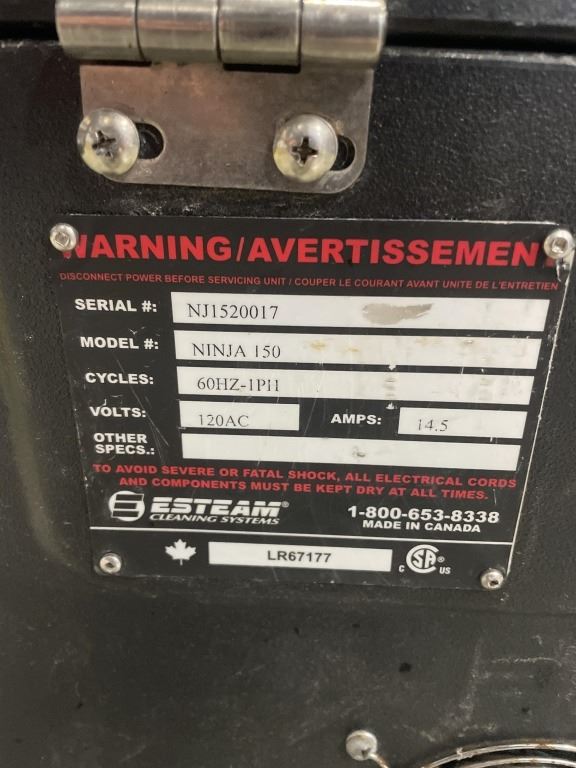 WARNING/AVERTISSEMENT
DISCONNECT POWER BEFORE SERVICING UNIT / COUPER LE COURANT AVANT UNITE DE L'ENTRETIEN
SERIAL #: NJ1520017
MODEL #: NINJA 150
CYCLES: 60HZ-1PH
VOLTS: 120AC AMPS: 14.5
OTHER
SPECS.:
TO AVOID SEVERE OR FATAL SHOCK, ALL ELECTRICAL CORDS
AND COMPONENTS MUST BE KEPT DRY AT ALL TIMES.
ESTEAM®
CLEANING SYSTEMS
1-800-653-8338
MADE IN CANADA
LR67177
C SA® US